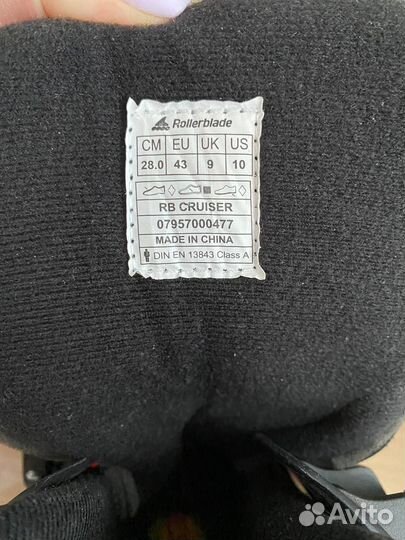 Rollerblade
CM EU UK US
28.0 43 9 10
RB CRUISER
07957000477
MADE IN CHINA
DIN EN 13843 Class A
Avito